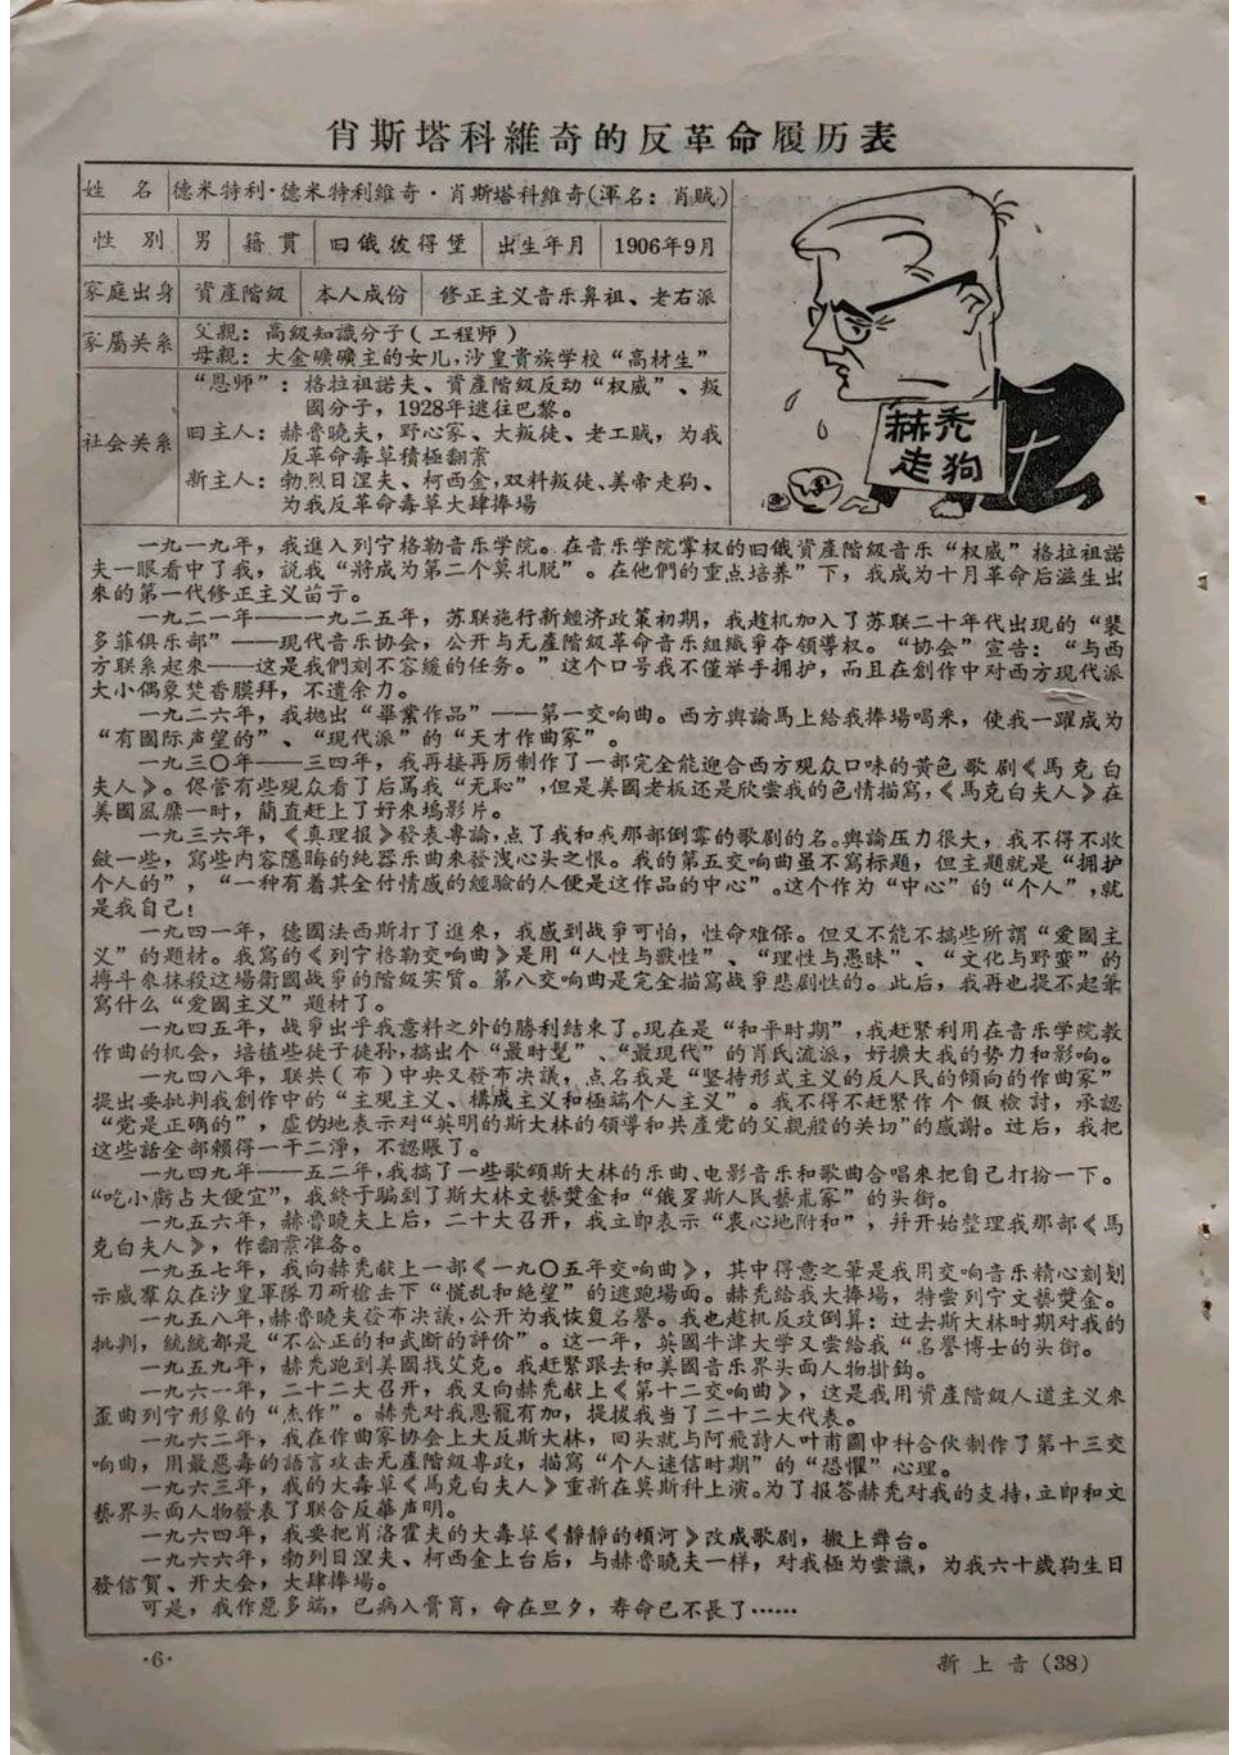 肖斯塔科維奇的反革命履历表
姓 名 德米特利·德米特利維奇·肖斯塔科維奇(渾名：肖贼)
性 別 男 籍 貫 旧俄彼得堡 出生年月 1906年9月
家庭出身 資產階級 本人成份 修正主义音乐鼻祖、老右派
家屬关系 父親：高級知識分子(工程师)
母親：大金礦礦主的女儿，沙皇貴族学校“高材生”
社会关系 “恩师”：格拉祖諾夫、資產階級反动“权威”、叛
國分子，1928年逃往巴黎。
旧主人：赫魯曉夫，野心家、大叛徒、老工贼，为我
反革命毒草積極翻案
新主人：勃烈日涅夫、柯西金，双料叛徒、美帝走狗、
为我反革命毒草大肆捧場
赫秃
走狗
一九一九年，我進入列宁格勒音乐学院。在音乐学院掌权的旧俄資產階級音乐“权威”格拉祖諾
夫一眼看中了我，説我“將成为第二个莫扎脱”。在他們的重点培养”下，我成为十月革命后滋生出
來的第一代修正主义苗子。
一九二一年——一九二五年，苏联施行新經济政策初期，我趁机加入了苏联二十年代出现的“裴
多菲俱乐部”——现代音乐协会，公开与无產階級革命音乐組織爭夺領導权。“协会”宣告：“与西
方联系起來——这是我們刻不容緩的任务。”这个口号我不僅举手拥护，而且在創作中对西方现代派
大小偶象焚香膜拜，不遗余力。
一九二六年，我抛出“畢業作品”——第一交响曲。西方輿論馬上給我捧場喝釆，使我一躍成为
“有國际声望的”、“现代派”的“天才作曲家”。
一九三〇年——三四年，我再接再厉制作了一部完全能迎合西方观众口味的黄色歌剧《馬克白
夫人》。侭管有些观众看了后罵我“无恥”，但是美國老板还是欣尝我的色情描寫，《馬克白夫人》在
美國風靡一时，簡直赶上了好來塢影片。
一九三六年，《真理报》發表專論，点了我和我那部倒霉的歌剧的名。輿論压力很大，我不得不收
斂一些，寫些内容隱晦的純器乐曲來發洩心头之恨。我的第五交响曲虽不寫标題，但主題就是“拥护
个人的”，“一种有着其全付情感的經驗的人便是这作品的中心”。这个作为“中心”的“个人”，就
是我自己！
一九四一年，德國法西斯打了進來，我感到战爭可怕，性命难保。但又不能不搞些所謂“爱國主
义”的題材。我寫的《列宁格勒交响曲》是用“人性与獸性”、“理性与愚昧”、“文化与野蛮”的
搏斗來抹殺这場衛國战爭的階級实質。第八交响曲是完全描寫战爭悲剧性的。此后，我再也提不起筆
寫什么“爱國主义”題材了。
一九四五年，战爭出乎我意料之外的勝利結束了。现在是“和平时期”，我赶緊利用在音乐学院教
作曲的机会，培植些徒子徒孙，搞出个“最时髦”、“最现代”的肖氏流派，好擴大我的势力和影响。
一九四八年，联共(布)中央又發布决議，点名我是“坚持形式主义的反人民的傾向的作曲家”
提出要批判我創作中的“主观主义、構成主义和極端个人主义”。我不得不赶緊作个假檢討，承認
“党是正确的”，虛伪地表示对“英明的斯大林的領導和共產党的父親般的关切”的感謝。过后，我把
这些話全部賴得一干二淨，不認賬了。
一九四九年——五二年，我搞了一些歌頌斯大林的乐曲、电影音乐和歌曲合唱來把自己打扮一下。
“吃小虧占大便宜”，我終于騙到了斯大林文藝獎金和“俄罗斯人民藝朮家”的头銜。
一九五六年，赫魯曉夫上后，二十大召开，我立即表示“衷心地附和”，幷开始整理我那部《馬
克白夫人》，作翻案准备。
一九五七年，我向赫秃献上一部《一九〇五年交响曲》，其中得意之筆是我用交响音乐精心刻划
示威羣众在沙皇軍隊刀斫槍击下“慌乱和绝望”的逃跑場面。赫秃給我大捧場，特尝列宁文藝獎金。
一九五八年，赫魯曉夫發布决議，公开为我恢复名誉。我也趁机反攻倒算：过去斯大林时期对我的
批判，統統都是“不公正的和武断的評价”。这一年，英國牛津大学又尝給我“名誉博士的头銜。
一九五九年，赫秃跑到美國找艾克。我赶緊跟去和美國音乐界头面人物掛鈎。
一九六一年，二十二大召开，我又向赫秃献上《第十二交响曲》，这是我用資產階級人道主义來
歪曲列宁形象的“杰作”。赫秃对我恩寵有加，提拔我当了二十二大代表。
一九六二年，我在作曲家协会上大反斯大林，回头就与阿飛詩人叶甫圖申科合伙制作了第十三交
响曲，用最恶毒的語言攻击无產階級專政，描寫“个人迷信时期”的“恐懼”心理。
一九六三年，我的大毒草《馬克白夫人》重新在莫斯科上演。为了报答赫秃对我的支持，立即和文
藝界头面人物發表了联合反華声明。
一九六四年，我要把肖洛霍夫的大毒草《靜靜的頓河》改成歌剧，搬上舞台。
一九六六年，勃列日涅夫、柯西金上台后，与赫魯曉夫一样，对我極为尝識，为我六十歲狗生日
發信賀、开大会，大肆捧場。
可是，我作惡多端，已病入膏肓，命在旦夕，寿命已不長了……
·6·
新上音(38)